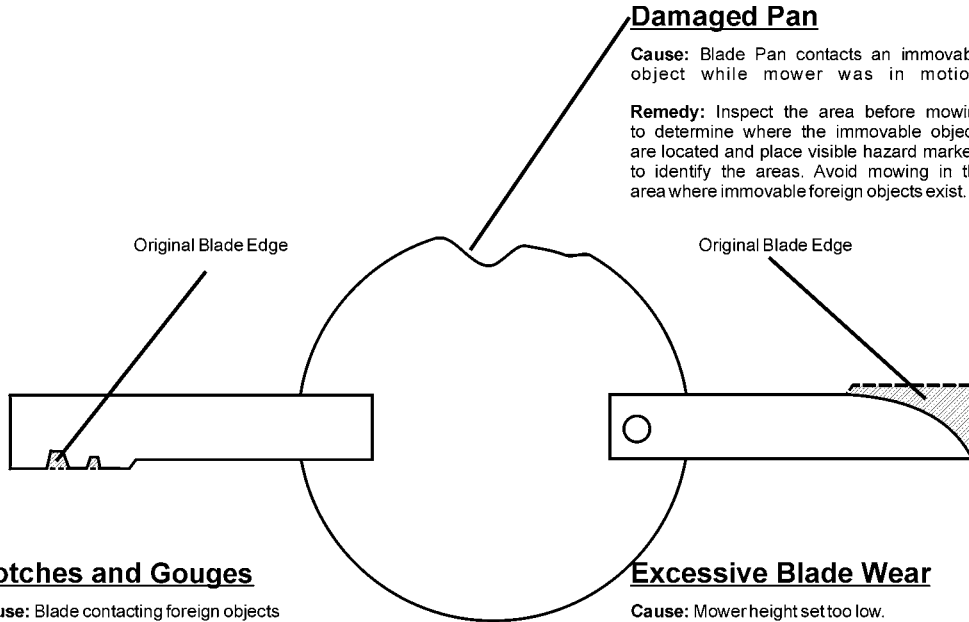 Damaged Pan
Cause: Blade Pan contacts an immovab
object while mower was in motio
Remedy: Inspect the area before mowin
to determine where the immovable objec
are located and place visible hazard marke
to identify the areas. Avoid mowing in th
area where immovable foreign objects exist.
Original Blade Edge
Original Blade Edge
otches and Gouges
use: Blade contacting foreign objects
Excessive Blade Wear
Cause: Mower height set too low.